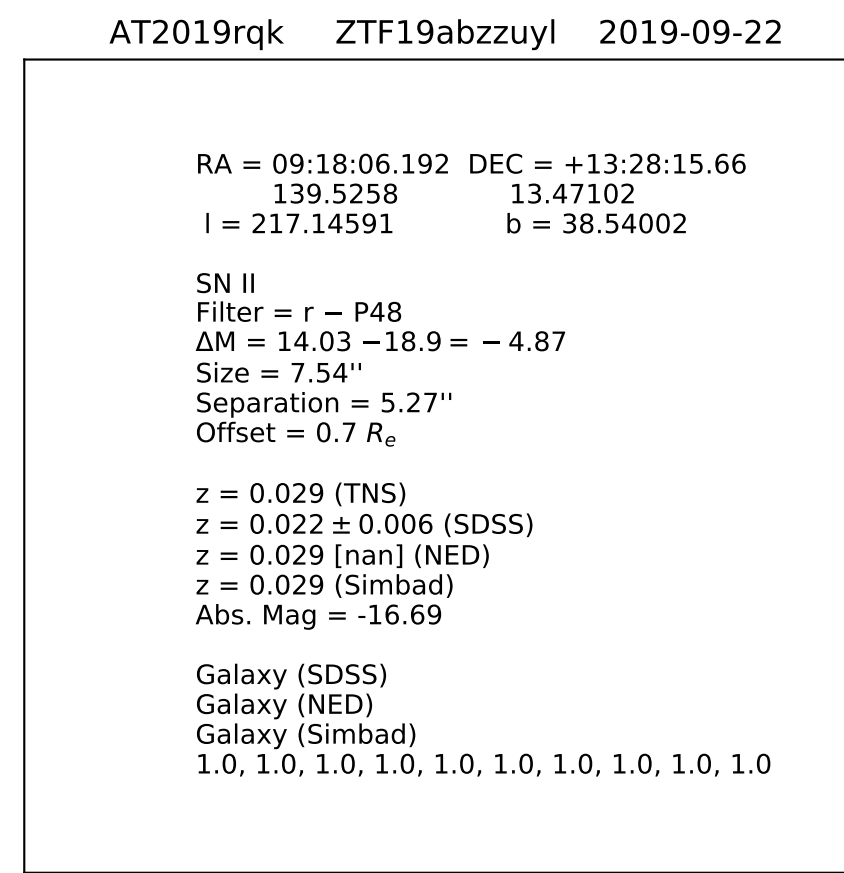 AT2019rqk ZTF19abzzuyl 2019-09-22
RA = 09:18:06.192 DEC = +13:28:15.66
139.5258 13.47102
l = 217.14591 b = 38.54002
SN II
Filter = r − P48
ΔM = 14.03 −18.9 = − 4.87
Size = 7.54''
Separation = 5.27''
Offset = 0.7 Rₑ
z = 0.029 (TNS)
z = 0.022 ± 0.006 (SDSS)
z = 0.029 [nan] (NED)
z = 0.029 (Simbad)
Abs. Mag = -16.69
Galaxy (SDSS)
Galaxy (NED)
Galaxy (Simbad)
1.0, 1.0, 1.0, 1.0, 1.0, 1.0, 1.0, 1.0, 1.0, 1.0